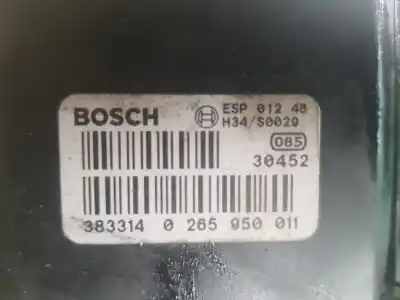 BOSCH
ESP 012 48
H34/S0029
085
30452
383314 0 265 950 011